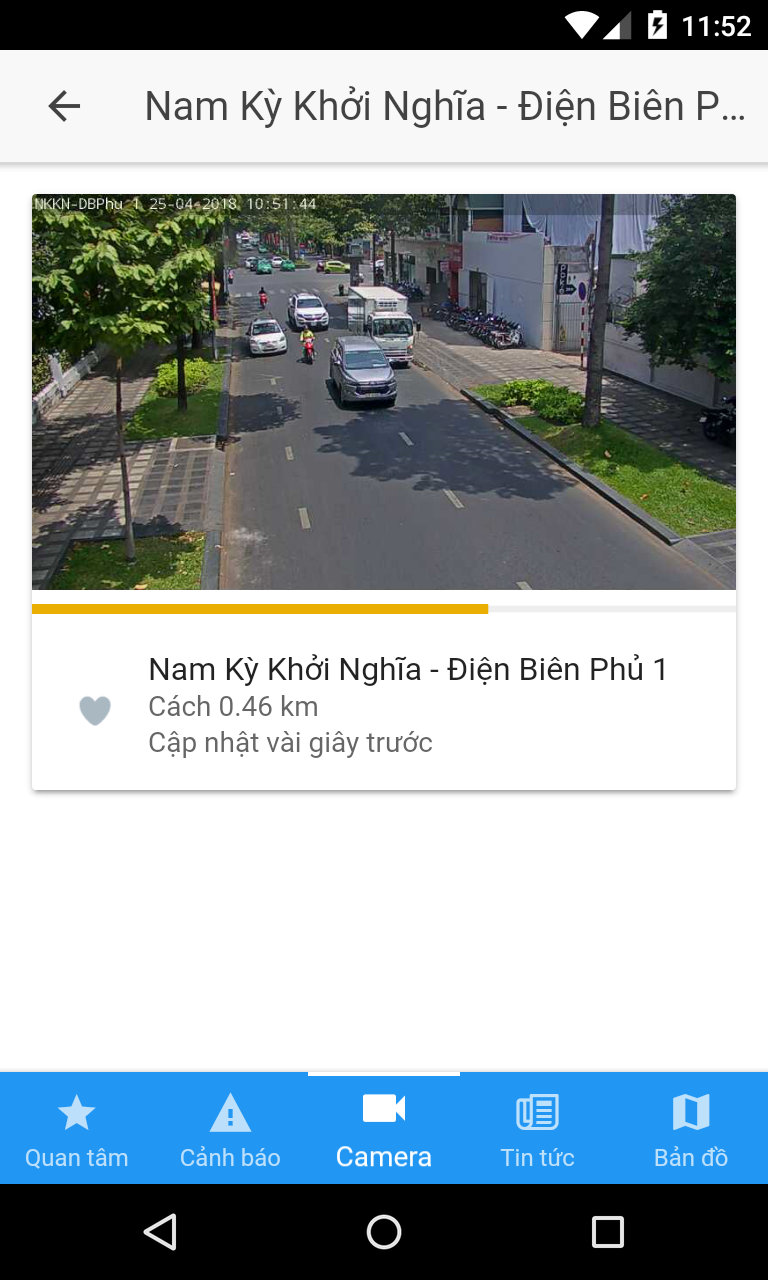 11:52
Nam Kỳ Khởi Nghĩa - Điện Biên P...
NKKN-DBPhu 1 25-04-2018 10:51:44
Nam Kỳ Khởi Nghĩa - Điện Biên Phủ 1
Cách 0.46 km
Cập nhật vài giây trước
Quan tâm
Cảnh báo
Camera
Tin tức
Bản đồ